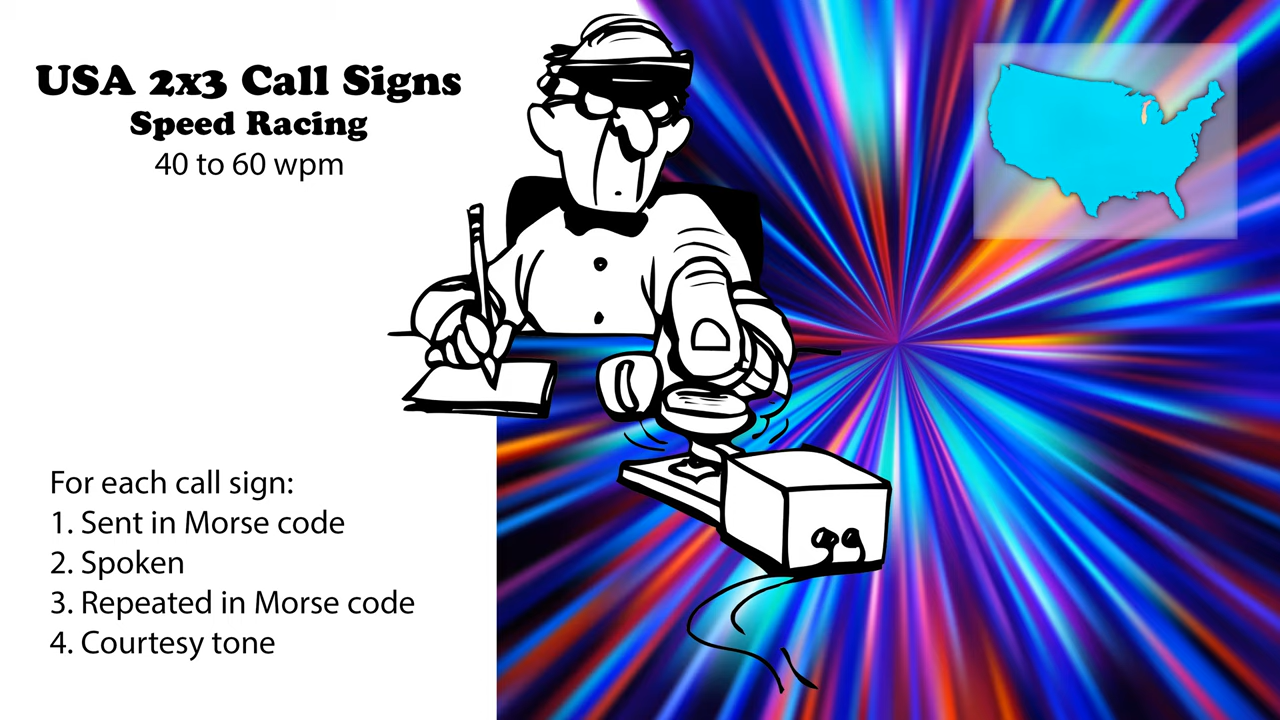 USA 2x3 Call Signs
Speed Racing
40 to 60 wpm
For each call sign:
1. Sent in Morse code
2. Spoken
3. Repeated in Morse code
4. Courtesy tone